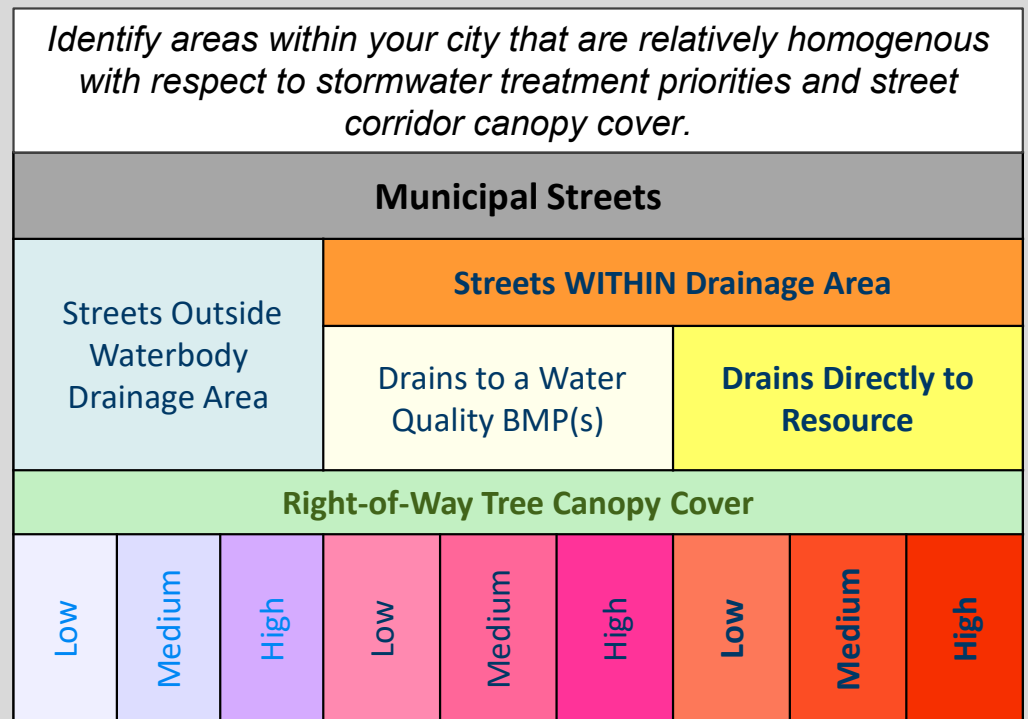 Identify areas within your city that are relatively homogenous
with respect to stormwater treatment priorities and street
corridor canopy cover.
Municipal Streets
Streets Outside
Waterbody
Drainage Area
Streets WITHIN Drainage Area
Drains to a Water
Quality BMP(s)
Drains Directly to
Resource
Right-of-Way Tree Canopy Cover
Low
Medium
High
Low
Medium
High
Low
Medium
High